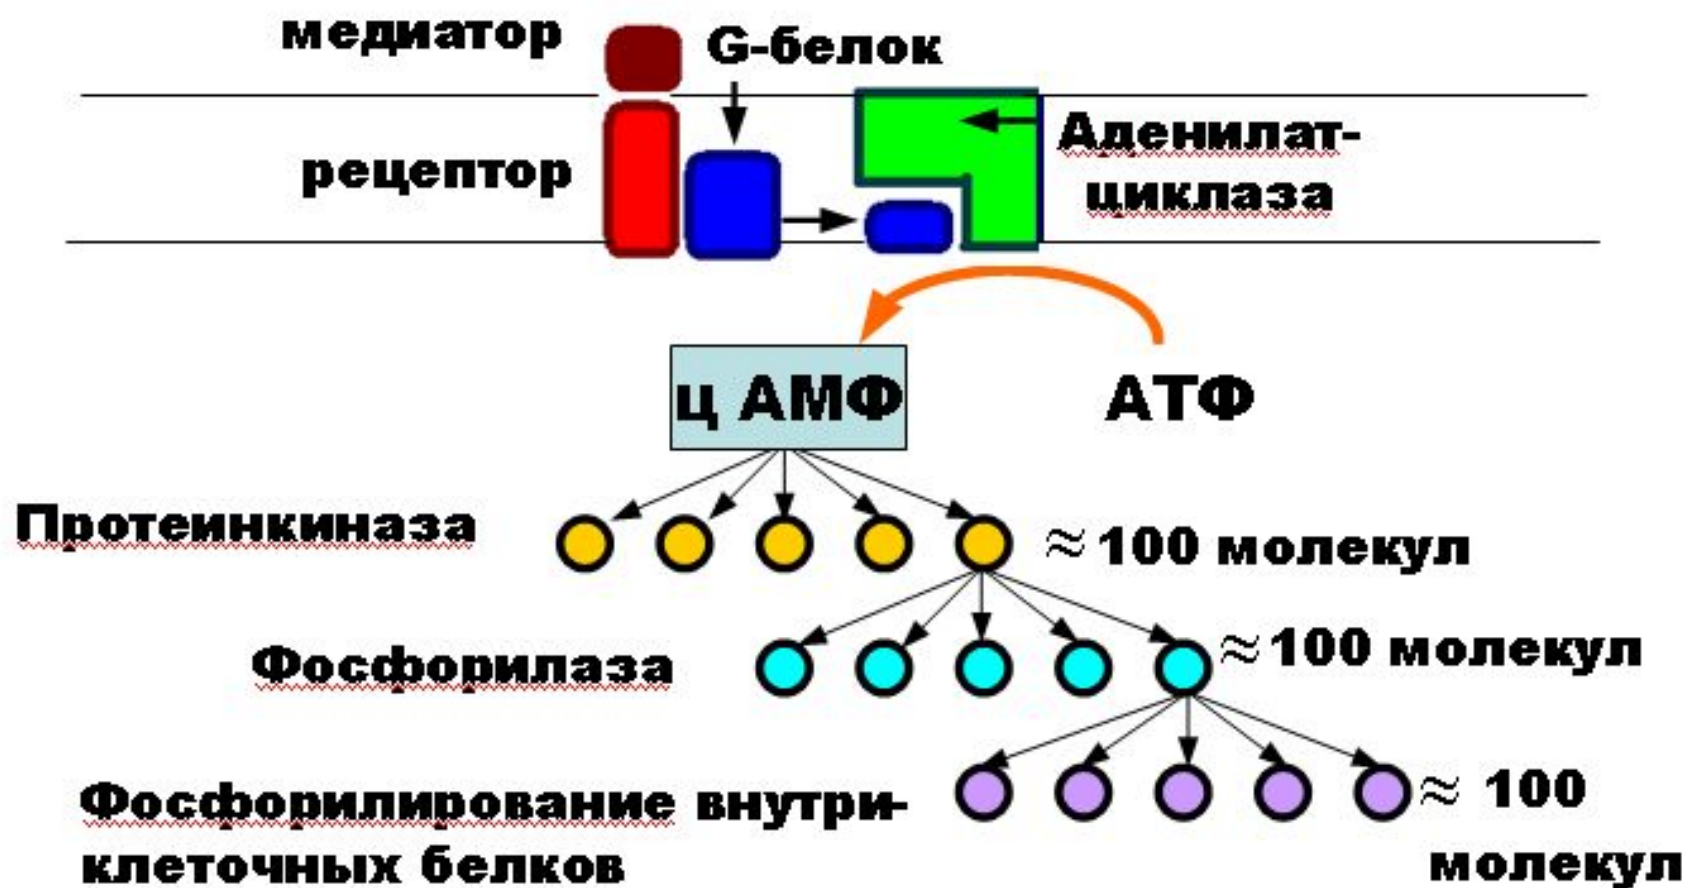 медиатор
G-белок
рецептор
Аденилат-
циклаза
ц АМФ
АТФ
Протеинкиназа
≈ 100 молекул
Фосфорилаза
≈ 100 молекул
Фосфорилирование внутри-
клеточных белков
≈ 100
молекул